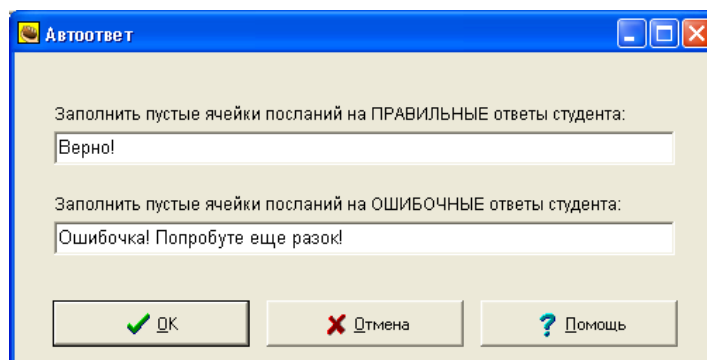 Автоответ
Заполнить пустые ячейки посланий на ПРАВИЛЬНЫЕ ответы студента:
Верно!
Заполнить пустые ячейки посланий на ОШИБОЧНЫЕ ответы студента:
Ошибочка! Попробуте еще разок!
OK Отмена Помощь